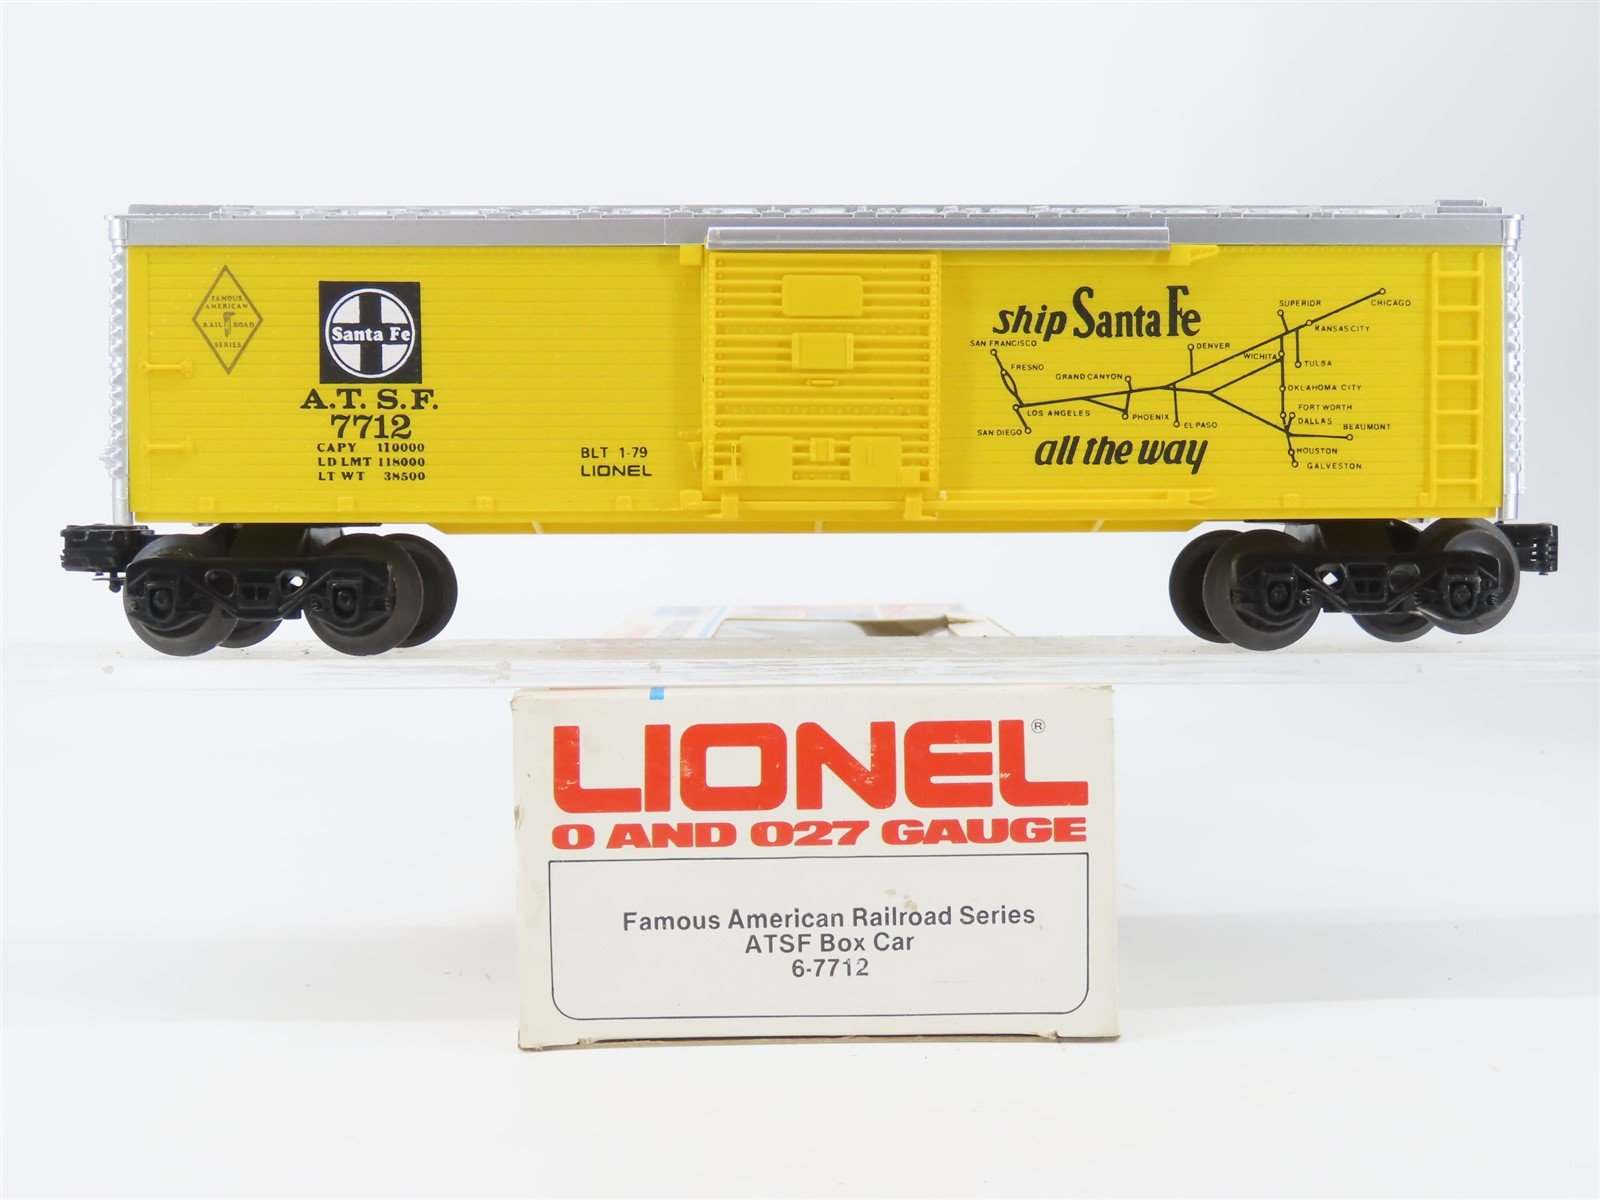 FAMOUS
AMERICAN
RAILROAD
SERIES
Santa Fe
A.T.S.F.
7712
CAPY 110000
LD LMT 118000
LT WT 38500
BLT 1-79
LIONEL
ship Santa Fe
all the way
SAN FRANCISCO
FRESNO
LOS ANGELES
SAN DIEGO
GRAND CANYON
PHOENIX
DENVER
EL PASO
SUPERIOR
CHICAGO
KANSAS CITY
WICHITA
TULSA
OKLAHOMA CITY
FORT WORTH
DALLAS
BEAUMONT
HOUSTON
GALVESTON
LIONEL®
O AND O27 GAUGE
Famous American Railroad Series
ATSF Box Car
6-7712